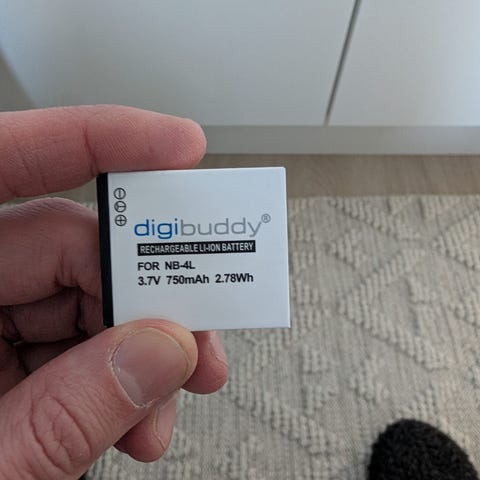 digibuddy®
RECHARGEABLE LI-ION BATTERY
FOR NB-4L
3.7V 750mAh 2.78Wh